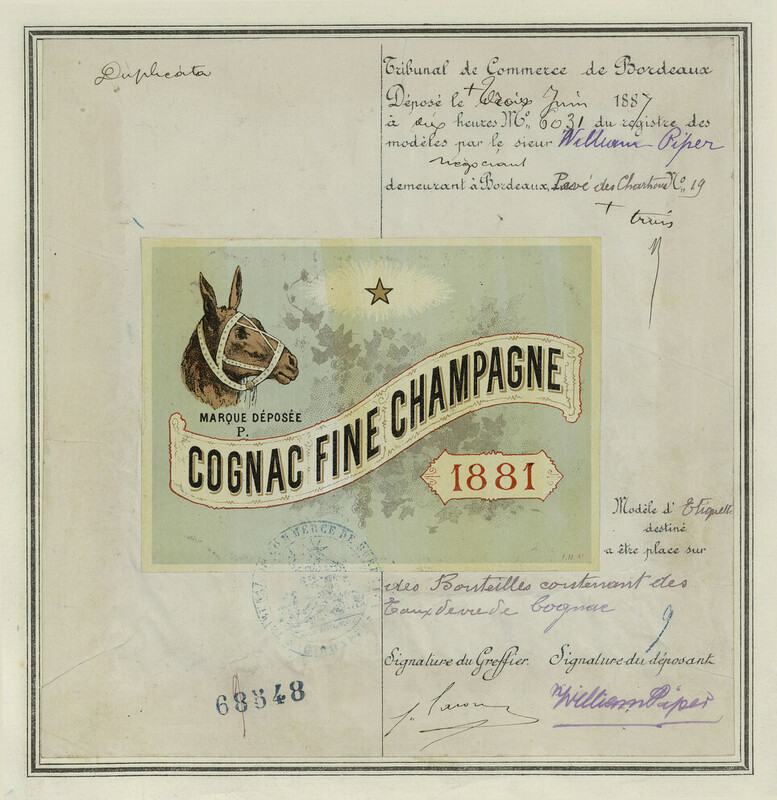 Duplicata
Tribunal de Commerce de Bordeaux
Déposé le + trois Juin 1887
à dix heures No. 6031 du registre des
modèles par le sieur William Piper
négociant
demeurant à Bordeaux, Pavé des Chartrons No. 19
+ trois
MARQUE DÉPOSÉE
P.
COGNAC FINE CHAMPAGNE
1881
Modèle d'Etiquette
destiné
a être place sur
des Bouteilles contenant des
Eaux de vie de Cognac
Signature du Greffier. Signature du déposant
William Piper
68548